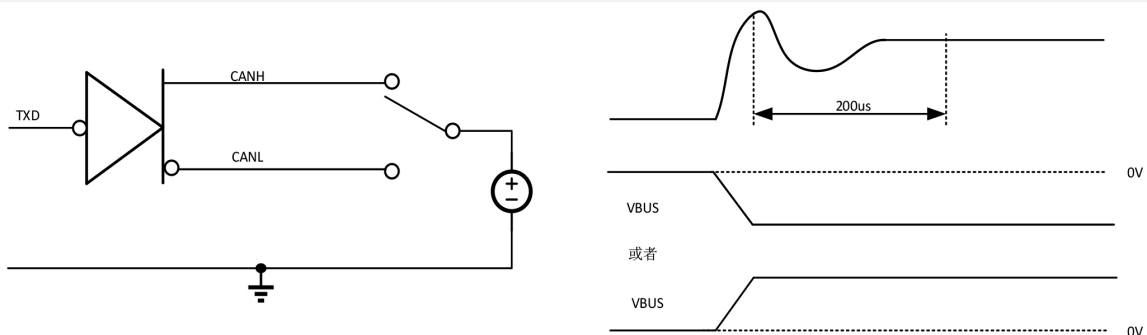 CANH
TXD
CANL
+
−
200us
0V
VBUS
或者
VBUS
0V